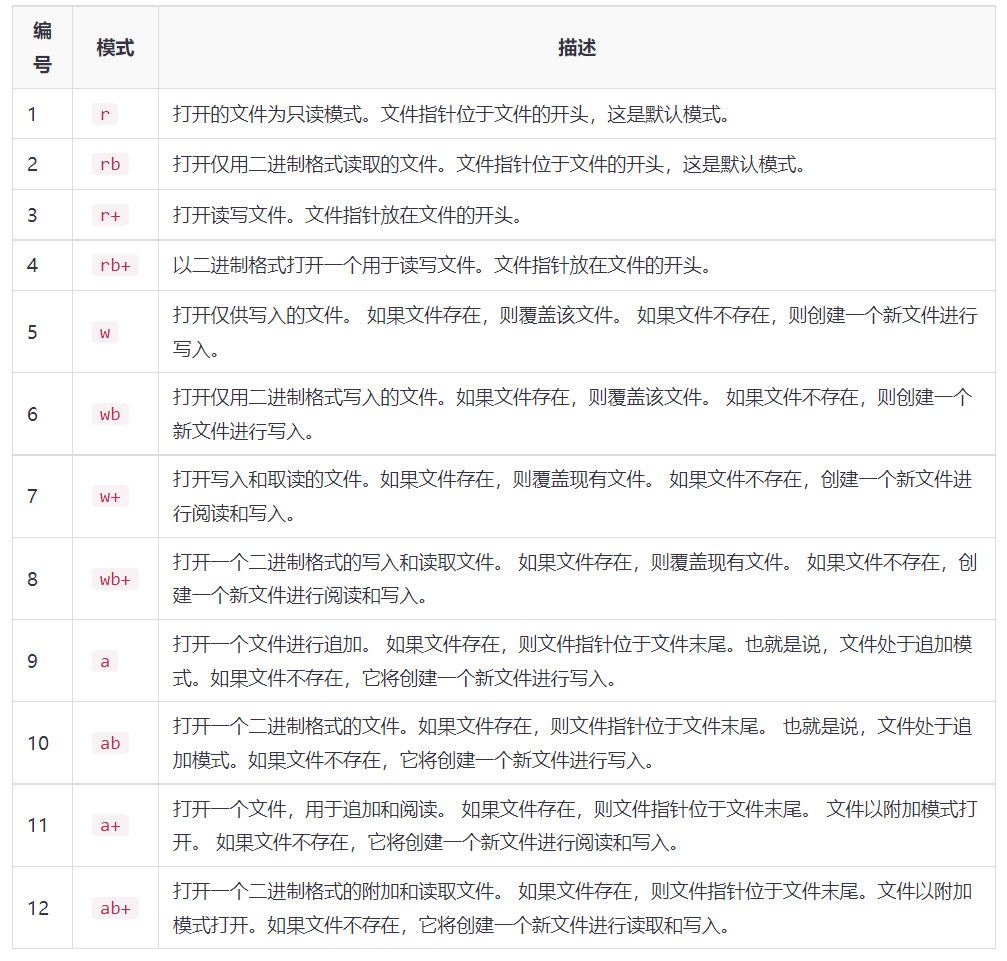 编号 模式 描述
1 r 打开的文件为只读模式。文件指针位于文件的开头，这是默认模式。
2 rb 打开仅用二进制格式读取的文件。文件指针位于文件的开头，这是默认模式。
3 r+ 打开读写文件。文件指针放在文件的开头。
4 rb+ 以二进制格式打开一个用于读写文件。文件指针放在文件的开头。
5 w 打开仅供写入的文件。 如果文件存在，则覆盖该文件。 如果文件不存在，则创建一个新文件进行
写入。
6 wb 打开仅用二进制格式写入的文件。如果文件存在，则覆盖该文件。 如果文件不存在，则创建一个
新文件进行写入。
7 w+ 打开写入和取读的文件。如果文件存在，则覆盖现有文件。 如果文件不存在，创建一个新文件进
行阅读和写入。
8 wb+ 打开一个二进制格式的写入和读取文件。 如果文件存在，则覆盖现有文件。 如果文件不存在，创
建一个新文件进行阅读和写入。
9 a 打开一个文件进行追加。 如果文件存在，则文件指针位于文件末尾。也就是说，文件处于追加模
式。如果文件不存在，它将创建一个新文件进行写入。
10 ab 打开一个二进制格式的文件。如果文件存在，则文件指针位于文件末尾。 也就是说，文件处于追
加模式。如果文件不存在，它将创建一个新文件进行写入。
11 a+ 打开一个文件，用于追加和阅读。 如果文件存在，则文件指针位于文件末尾。 文件以附加模式打
开。 如果文件不存在，它将创建一个新文件进行阅读和写入。
12 ab+ 打开一个二进制格式的附加和读取文件。 如果文件存在，则文件指针位于文件末尾。文件以附加
模式打开。如果文件不存在，它将创建一个新文件进行读取和写入。